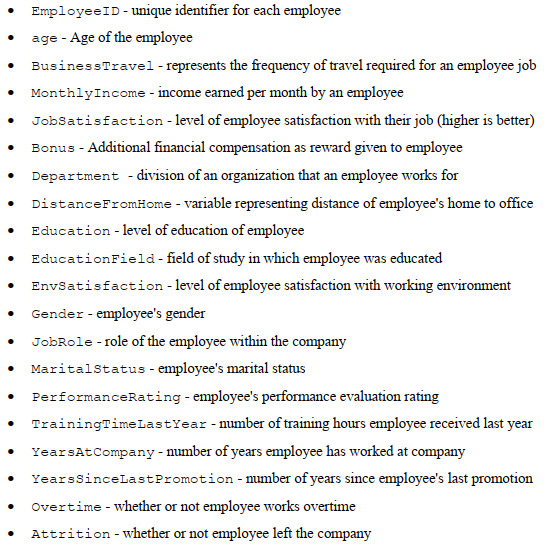 • EmployeeID - unique identifier for each employee
• age - Age of the employee
• BusinessTravel - represents the frequency of travel required for an employee job
• MonthlyIncome - income earned per month by an employee
• JobSatisfaction - level of employee satisfaction with their job (higher is better)
• Bonus - Additional financial compensation as reward given to employee
• Department - division of an organization that an employee works for
• DistanceFromHome - variable representing distance of employee's home to office
• Education - level of education of employee
• EducationField - field of study in which employee was educated
• EnvSatisfaction - level of employee satisfaction with working environment
• Gender - employee's gender
• JobRole - role of the employee within the company
• MaritalStatus - employee's marital status
• PerformanceRating - employee's performance evaluation rating
• TrainingTimeLastYear - number of training hours employee received last year
• YearsAtCompany - number of years employee has worked at company
• YearsSinceLastPromotion - number of years since employee's last promotion
• Overtime - whether or not employee works overtime
• Attrition - whether or not employee left the company